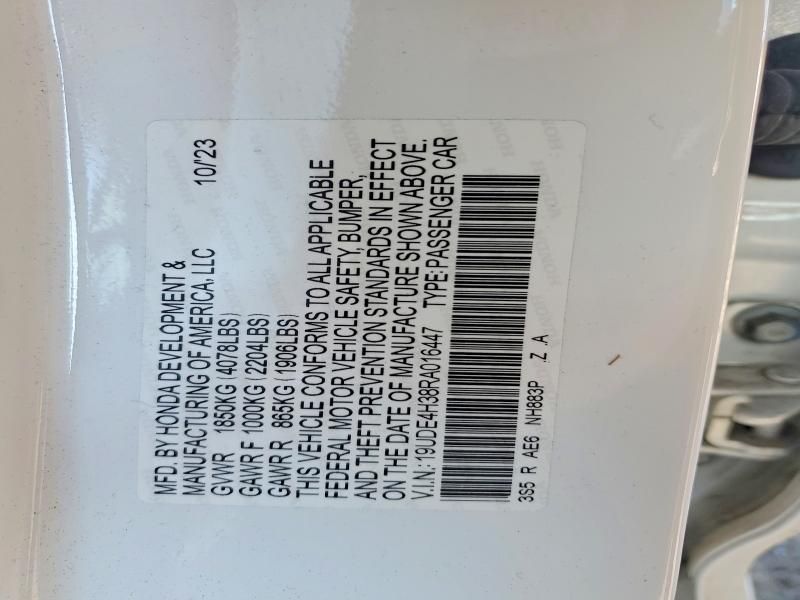 MFD. BY HONDA DEVELOPMENT &
MANUFACTURING OF AMERICA, LLC 10/'23
GVWR 1850KG (4078LBS)
GAWR F 1000KG (2204LBS)
GAWR R 865KG (1906LBS)
THIS VEHICLE CONFORMS TO ALL APPLICABLE
FEDERAL MOTOR VEHICLE SAFETY, BUMPER,
AND THEFT PREVENTION STANDARDS IN EFFECT
ON THE DATE OF MANUFACTURE SHOWN ABOVE.
V.I.N.: 19UDE4H38RA016447 TYPE: PASSENGER CAR
3S5 R AE6 NH883P Z .A